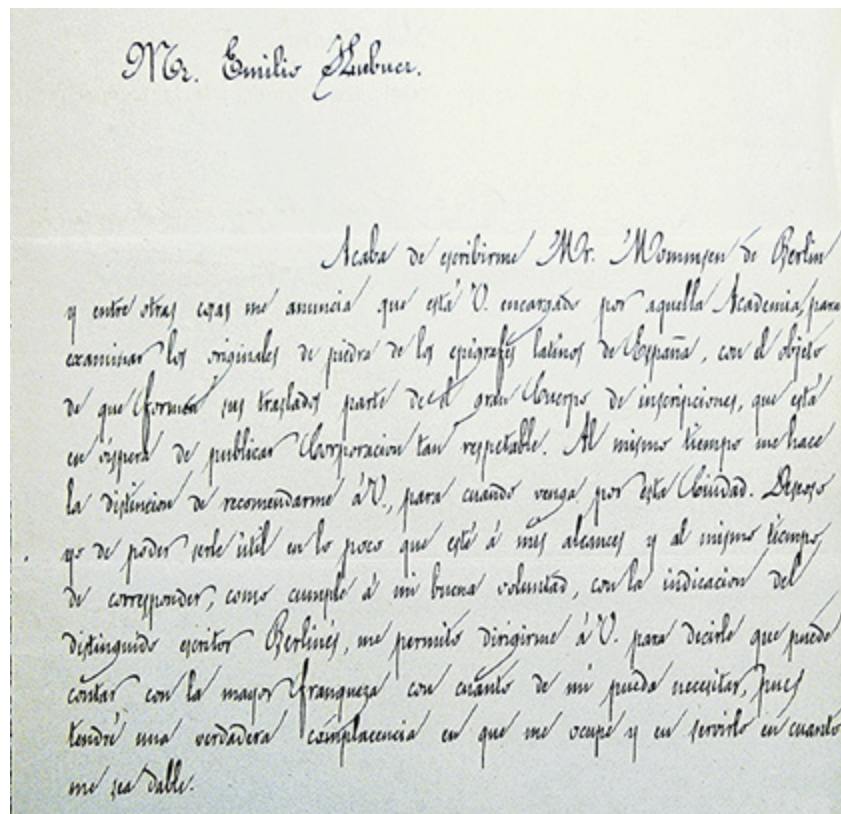 Mr. Emilio Hubner.
Acaba de escribirme Mr. Mommsen de Berlin
y entre otras cosas me anuncia que está V. encargado por aquella Academia, para
examinar los originales de piedra de los epígrafes latinos de España, con el objeto
de que formen sus traslados parte del gran Cuerpo de inscripciones, que está
en víspera de publicar Corporacion tan respetable. Al mismo tiempo me hace
la distincion de recomendarme á V., para cuando venga por esta Ciudad. Deseoso
yo de poder serle útil en lo poco que esté á mis alcances y al mismo tiempo,
de corresponder, como cumple á mi buena voluntad, con la indicacion del
distinguido escritor Berlinés, me permito dirigirme á V. para decirle que puede
contar con la mayor franqueza con cuanto de mi pueda necesitar, pues
tendré una verdadera complacencia en que me ocupe y en servirle en cuanto
me sea dable.